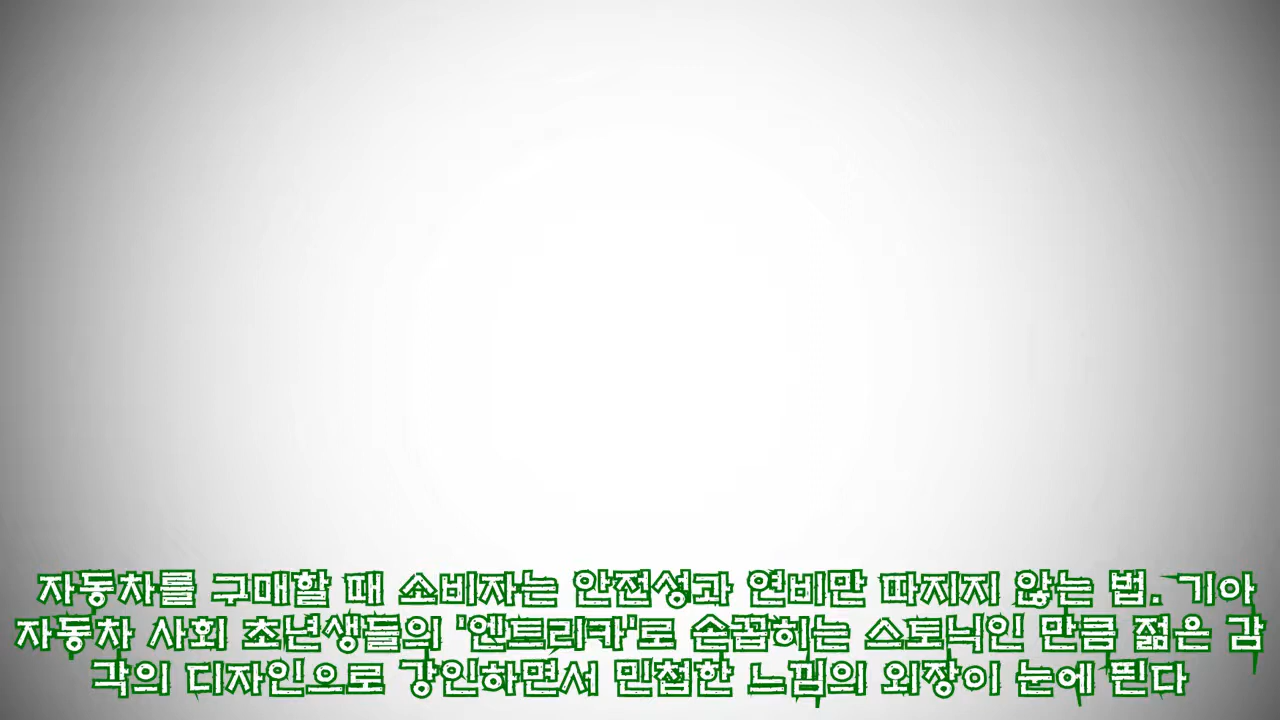 자동차를 구매할 때 소비자는 안전성과 연비만 따지지 않는 법. 기아
자동차 사회 초년생들의 '엔트리카'로 손꼽히는 스토닉인 만큼 젊은 감
각의 디자인으로 강인하면서 민첩한 느낌의 외장이 눈에 띈다